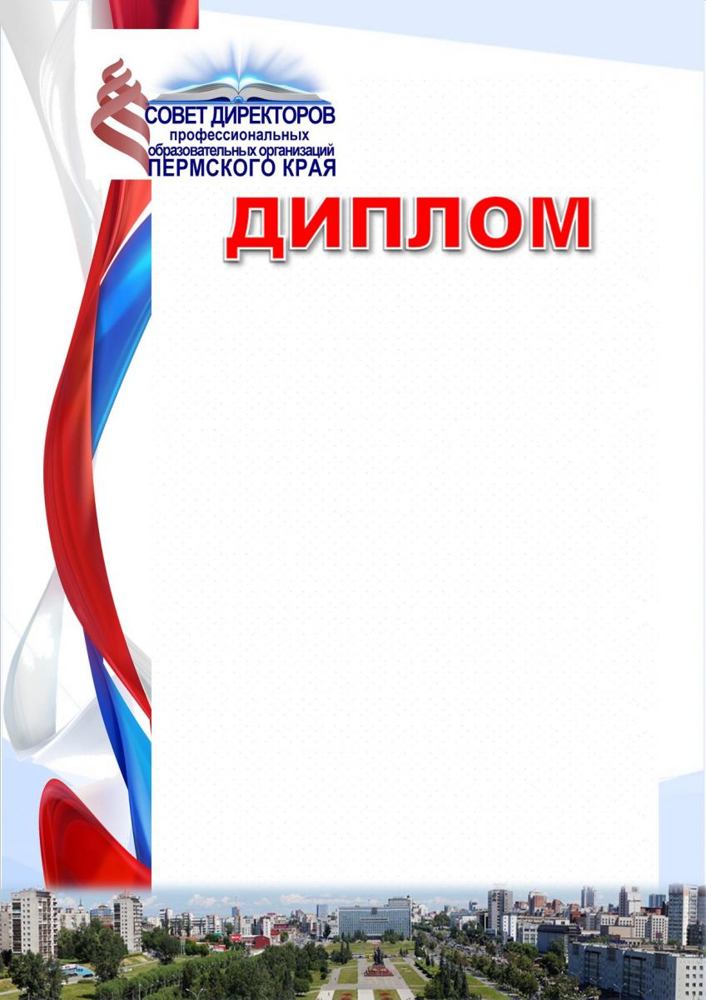 СОВЕТ ДИРЕКТОРОВ
профессиональных
образовательных организаций
ПЕРМСКОГО КРАЯ
ДИПЛОМ